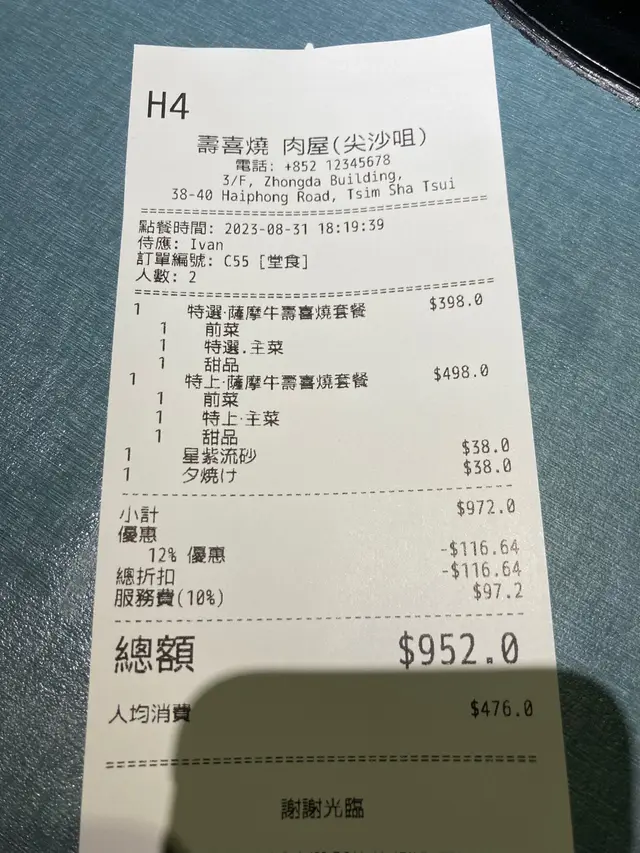 H4
壽喜燒 肉屋(尖沙咀)
電話: +852 12345678
3/F, Zhongda Building,
38-40 Haiphong Road, Tsim Sha Tsui
點餐時間: 2023-08-31 18:19:39
侍應: Ivan
訂單編號: C55 [堂食]
人數: 2
1 特選·薩摩牛壽喜燒套餐 $398.0
1 前菜
1 特選.主菜
1 甜品
1 特上·薩摩牛壽喜燒套餐 $498.0
1 前菜
1 特上·主菜
1 甜品
1 星紫流砂 $38.0
1 夕焼け $38.0
小計 $972.0
優惠
12% 優惠 -$116.64
總折扣 -$116.64
服務費(10%) $97.2
總額 $952.0
人均消費 $476.0
謝謝光臨